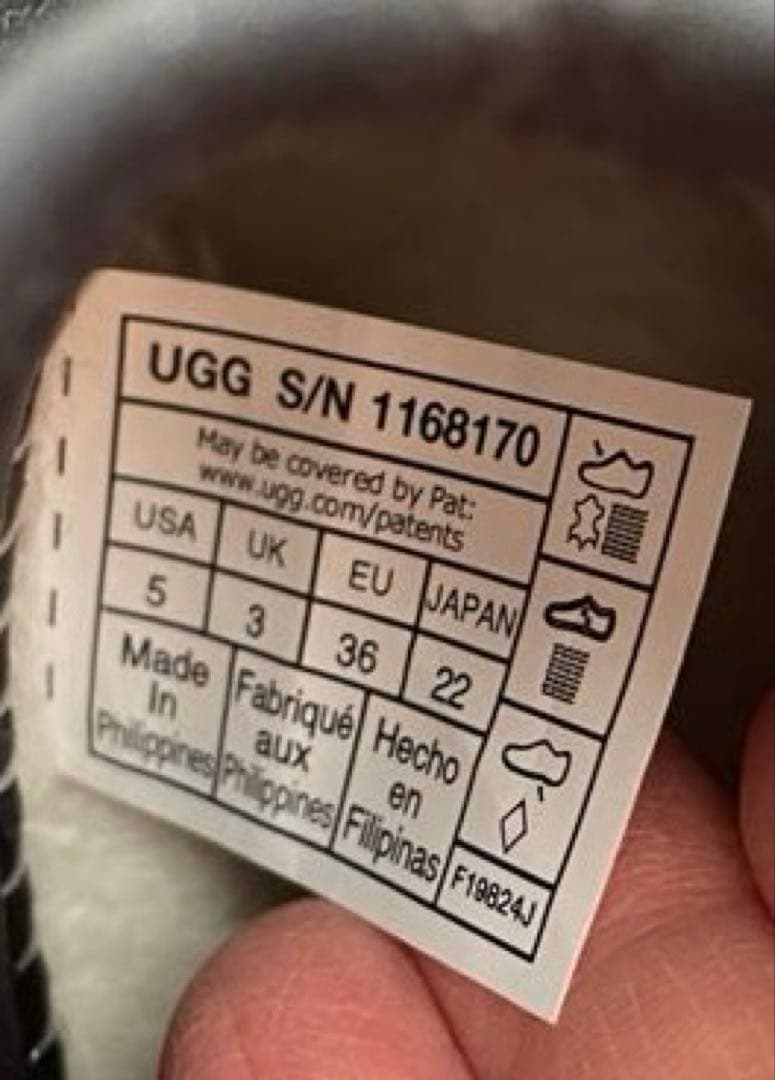 UGG S/N 1168170
May be covered by Pat:
www.ugg.com/patents
USA UK EU JAPAN
5 3 36 22
Made
In
Philippines
Fabriqué
aux
Philippines
Hecho
en
Filipinas
F19824J